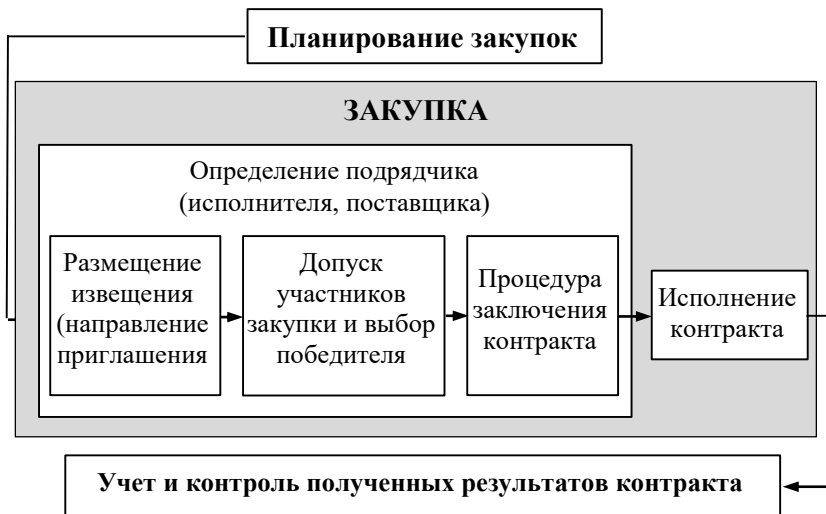 Планирование закупок
ЗАКУПКА
Определение подрядчика
(исполнителя, поставщика)
Размещение
извещения
(направление
приглашения
Допуск
участников
закупки и выбор
победителя
Процедура
заключения
контракта
Исполнение
контракта
Учет и контроль полученных результатов контракта